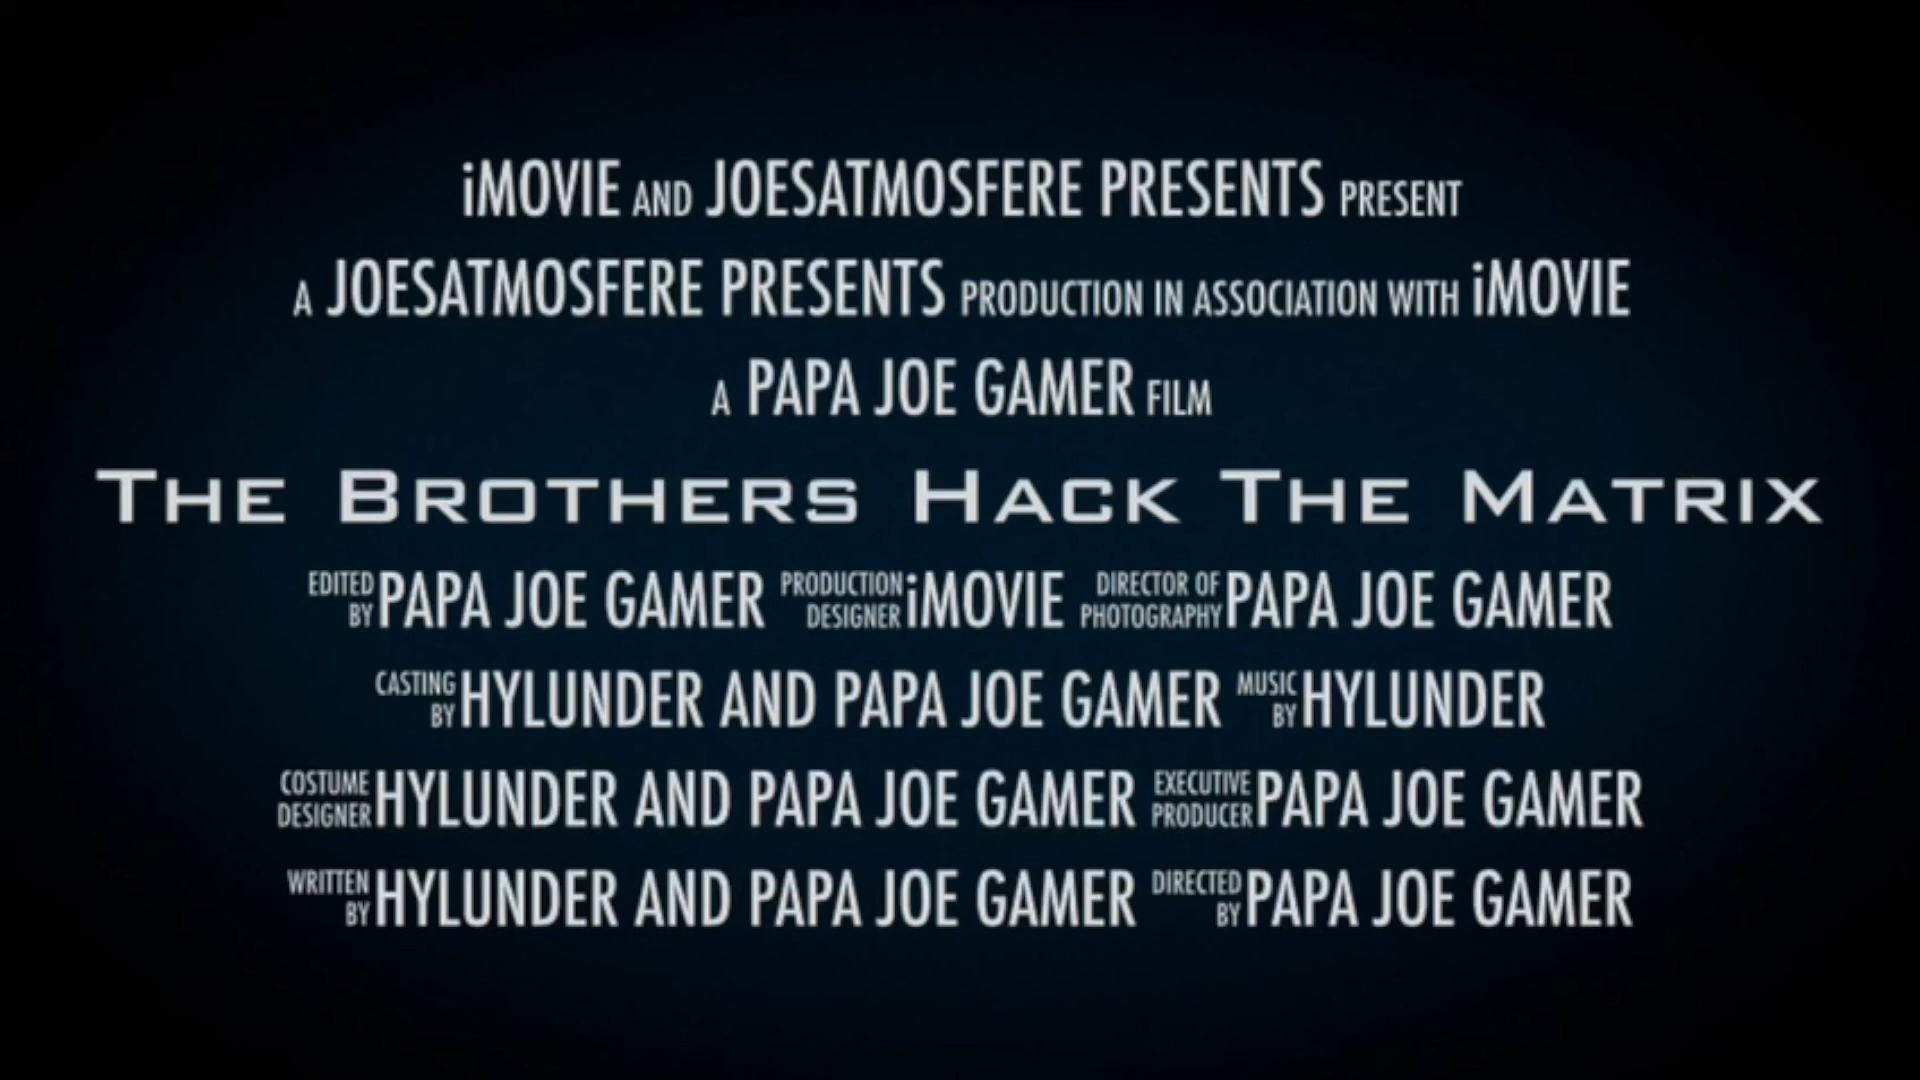 iMOVIE AND JOESATMOSFERE PRESENTS PRESENT
A JOESATMOSFERE PRESENTS PRODUCTION IN ASSOCIATION WITH iMOVIE
A PAPA JOE GAMER FILM
THE BROTHERS HACK THE MATRIX
EDITED BY PAPA JOE GAMER PRODUCTION DESIGNER iMOVIE DIRECTOR OF PHOTOGRAPHY PAPA JOE GAMER
CASTING BY HYLUNDER AND PAPA JOE GAMER MUSIC BY HYLUNDER
COSTUME DESIGNER HYLUNDER AND PAPA JOE GAMER EXECUTIVE PRODUCER PAPA JOE GAMER
WRITTEN BY HYLUNDER AND PAPA JOE GAMER DIRECTED BY PAPA JOE GAMER